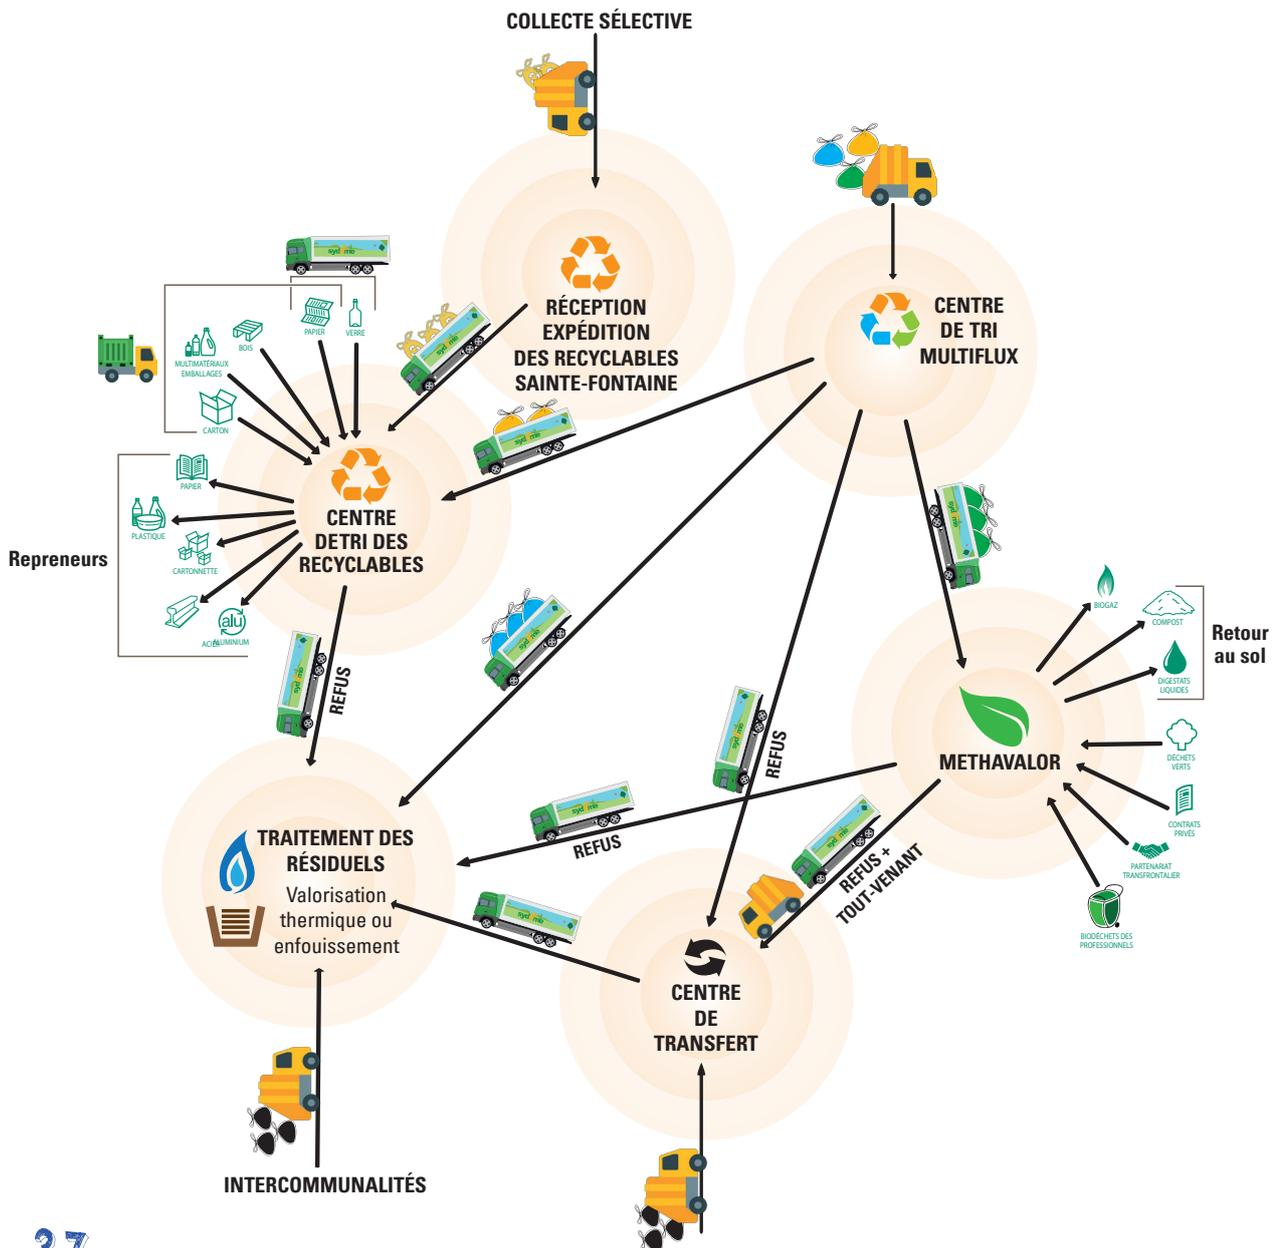 COLLECTE SÉLECTIVE
RÉCEPTION
EXPÉDITION
DES RECYCLABLES
SAINTE-FONTAINE
CENTRE
DE TRI
MULTIFLUX
PAPIER
VERRE
BOIS
MULTIMATÉRIAUX
EMBALLAGES
CARTON
CENTRE
DETRI DES
RECYCLABLES
Repreneurs
PAPIER
PLASTIQUE
CARTONNETTE
alu
ACIER
ALUMINIUM
REFUS
REFUS
BIOGAZ
COMPOST
DIGESTATS
LIQUIDES
Retour
au sol
METHAVALOR
DÉCHETS
VERTS
CONTRATS
PRIVÉS
PARTENARIAT
TRANSFRONTALIER
BIODÉCHETS DES
PROFESSIONNELS
REFUS
REFUS +
TOUT-VENANT
TRAITEMENT DES
RÉSIDUELS
Valorisation
thermique ou
enfouissement
CENTRE
DE
TRANSFERT
INTERCOMMUNALITÉS
37